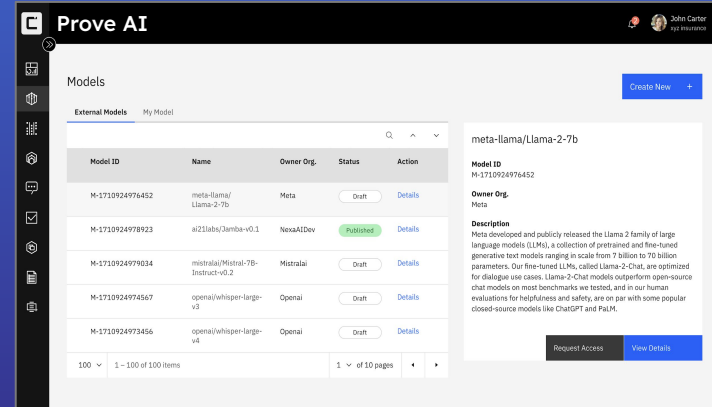 Prove AI
2
John Carter
xyz insurance
Models
Create New +
External Models My Model
Model ID Name Owner Org. Status Action
M-1710924976452 meta-llama/ Meta Draft Details
Llama-2-7b
M-1710924978923 ai21labs/Jamba-v0.1 NexaAIDev Published Details
M-1710924979034 mistralai/Mistral-7B- Mistralai Draft Details
Instruct-v0.2
M-1710924974567 openai/whisper-large- Openai Draft Details
v3
M-1710924973456 openai/whisper-large- Openai Draft Details
v4
100 1 – 100 of 100 items 1 of 10 pages
meta-llama/Llama-2-7b
Model ID
M-1710924976452
Owner Org.
Meta
Description
Meta developed and publicly released the Llama 2 family of large
language models (LLMs), a collection of pretrained and fine-tuned
generative text models ranging in scale from 7 billion to 70 billion
parameters. Our fine-tuned LLMs, called Llama-2-Chat, are optimized
for dialogue use cases. Llama-2-Chat models outperform open-source
chat models on most benchmarks we tested, and in our human
evaluations for helpfulness and safety, are on par with some popular
closed-source models like ChatGPT and PaLM.
Request Access View Details